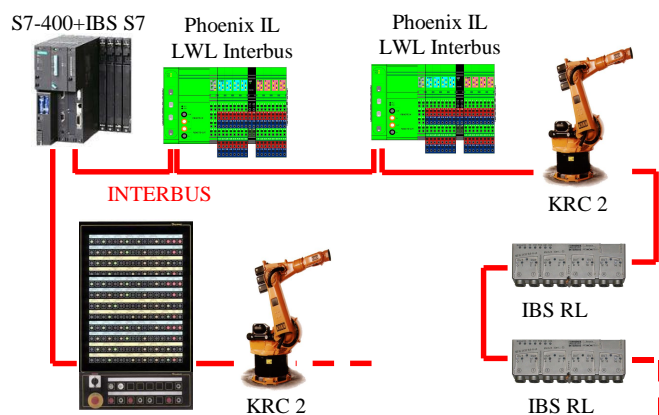 S7-400+IBS S7
Phoenix IL
LWL Interbus
Phoenix IL
LWL Interbus
INTERBUS
KRC 2
IBS RL
KRC 2
IBS RL